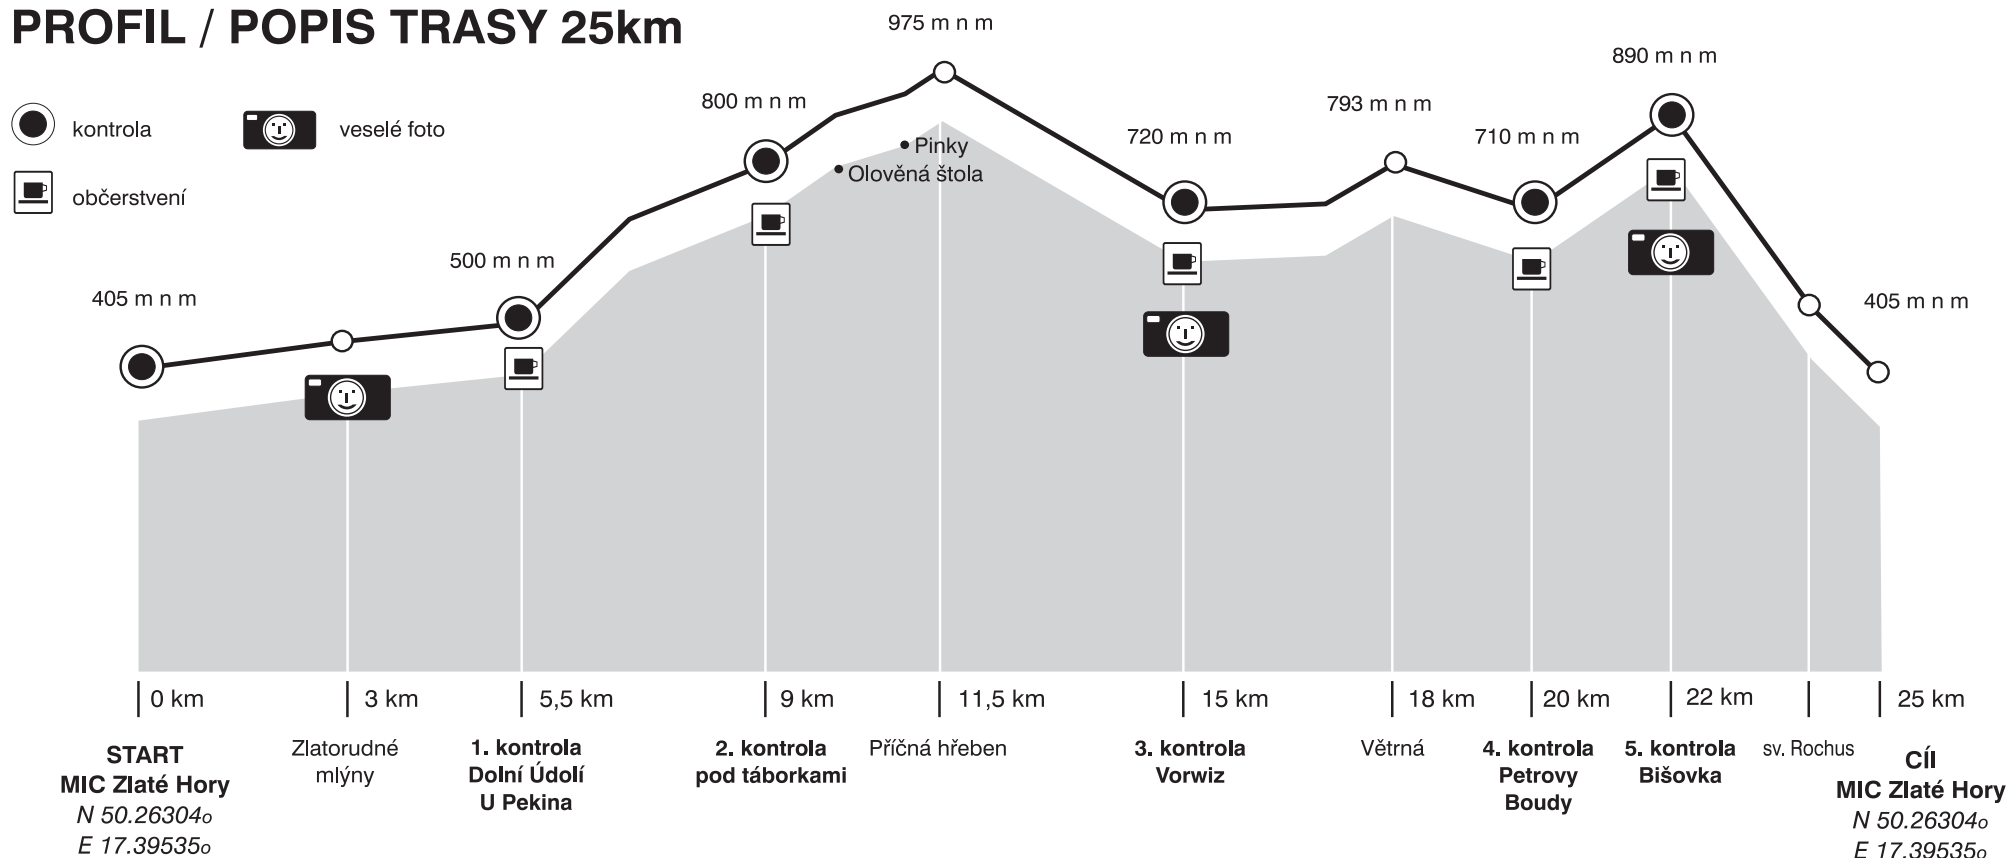 PROFIL / POPIS TRASY 25km
kontrola
veselé foto
občerstvení
405 m n m
500 m n m
800 m n m
975 m n m
720 m n m
793 m n m
710 m n m
890 m n m
405 m n m
Pinky
Olověná štola
0 km
3 km
5,5 km
9 km
11,5 km
15 km
18 km
20 km
22 km
25 km
START
MIC Zlaté Hory
N 50.26304o
E 17.39535o
Zlatorudné
mlýny
1. kontrola
Dolní Údolí
U Pekina
2. kontrola
pod táborkami
Příčná hřeben
3. kontrola
Vorwiz
Větrná
4. kontrola
Petrovy
Boudy
5. kontrola
Bišovka
sv. Rochus
CÍl
MIC Zlaté Hory
N 50.26304o
E 17.39535o